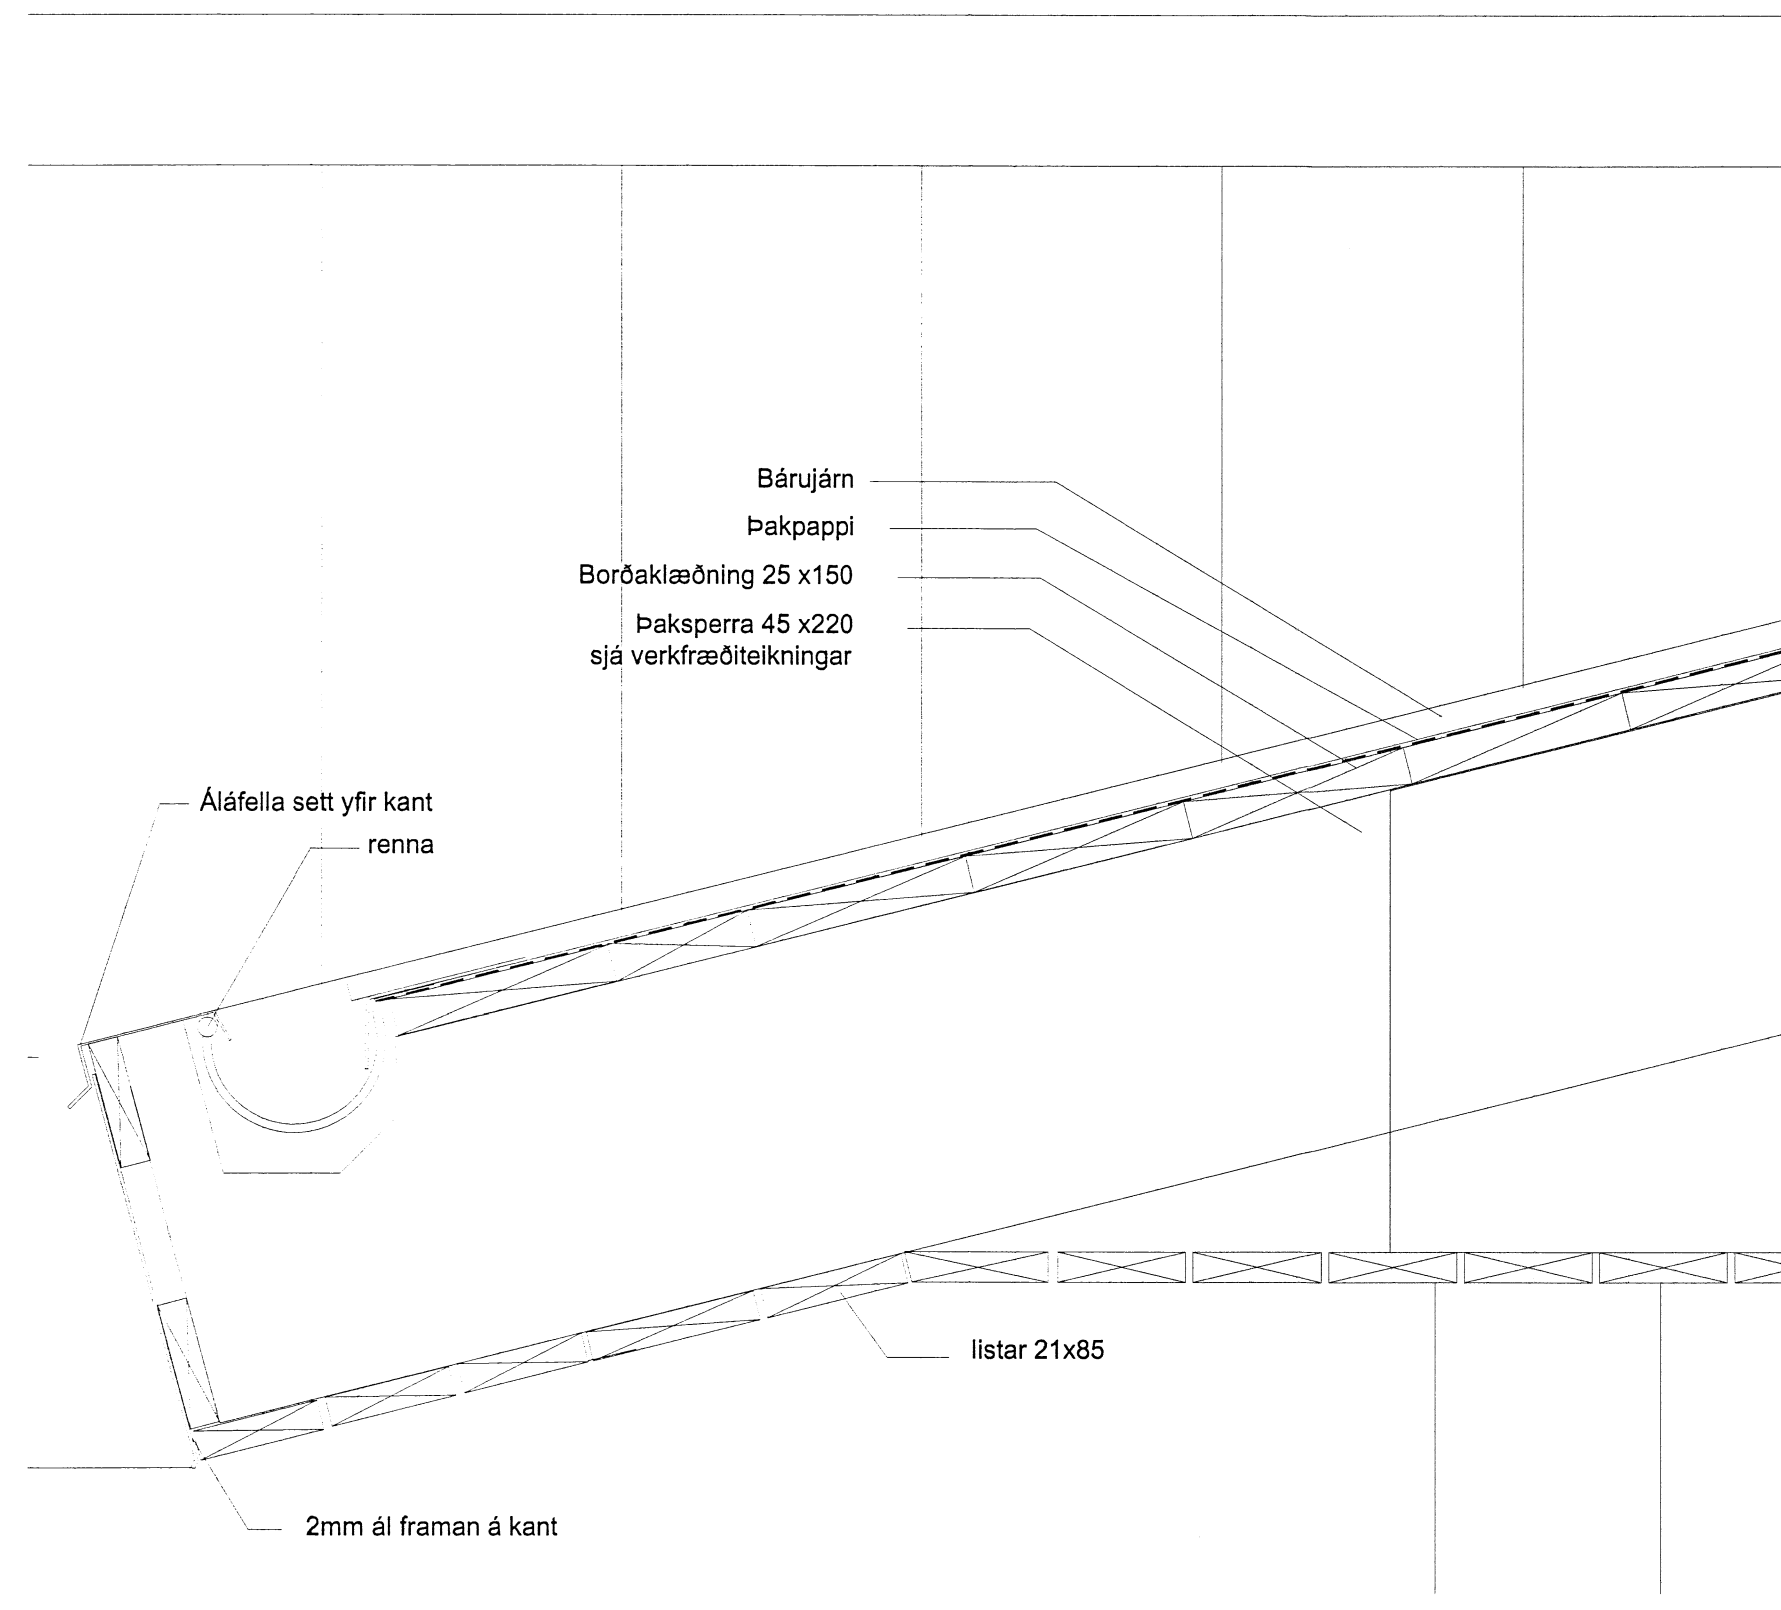 Bárujárn
Þakpappi
Borðaklæðning 25 x150
Þaksperra 45 x220
sjá verkfræðiteikningar
Áláfella sett yfir kant
renna
listar 21x85
2mm ál framan á kant